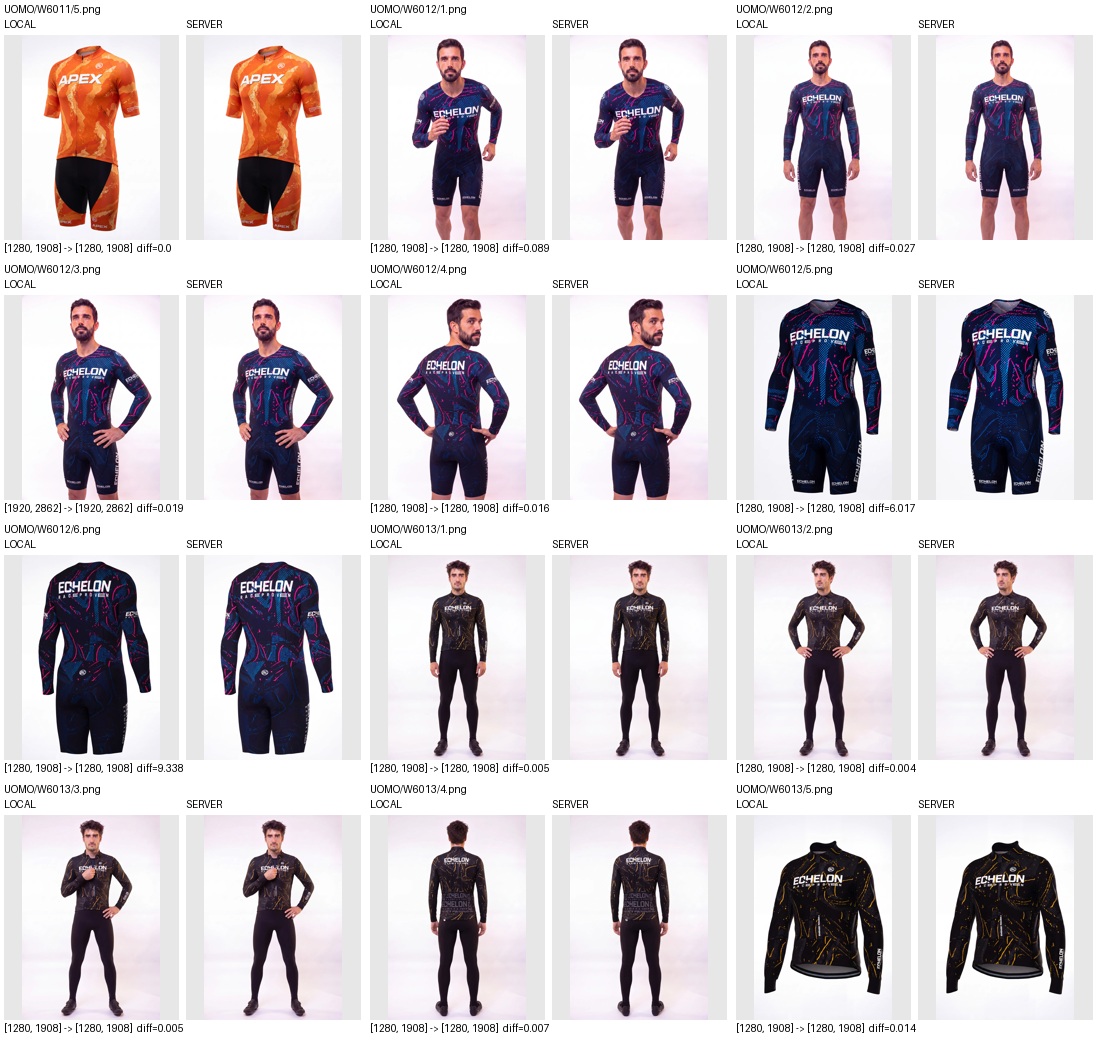 UOMO/W6011/5.png
LOCAL SERVER
APEX APEX
[1280, 1908] -> [1280, 1908] diff=0.0
UOMO/W6012/1.png
LOCAL SERVER
ECHELON ECHELON
[1280, 1908] -> [1280, 1908] diff=0.089
UOMO/W6012/2.png
LOCAL SERVER
ECHELON ECHELON
[1280, 1908] -> [1280, 1908] diff=0.027
UOMO/W6012/3.png
LOCAL SERVER
ECHELON ECHELON
[1920, 2862] -> [1920, 2862] diff=0.019
UOMO/W6012/4.png
LOCAL SERVER
ECHELON ECHELON
[1280, 1908] -> [1280, 1908] diff=0.016
UOMO/W6012/5.png
LOCAL SERVER
ECHELON ECHELON
[1280, 1908] -> [1280, 1908] diff=6.017
UOMO/W6012/6.png
LOCAL SERVER
ECHELON ECHELON
[1280, 1908] -> [1280, 1908] diff=9.338
UOMO/W6013/1.png
LOCAL SERVER
ECHELON ECHELON
[1280, 1908] -> [1280, 1908] diff=0.005
UOMO/W6013/2.png
LOCAL SERVER
ECHELON ECHELON
[1280, 1908] -> [1280, 1908] diff=0.004
UOMO/W6013/3.png
LOCAL SERVER
ECHELON ECHELON
[1280, 1908] -> [1280, 1908] diff=0.005
UOMO/W6013/4.png
LOCAL SERVER
ECHELON ECHELON
[1280, 1908] -> [1280, 1908] diff=0.007
UOMO/W6013/5.png
LOCAL SERVER
ECHELON ECHELON
[1280, 1908] -> [1280, 1908] diff=0.014